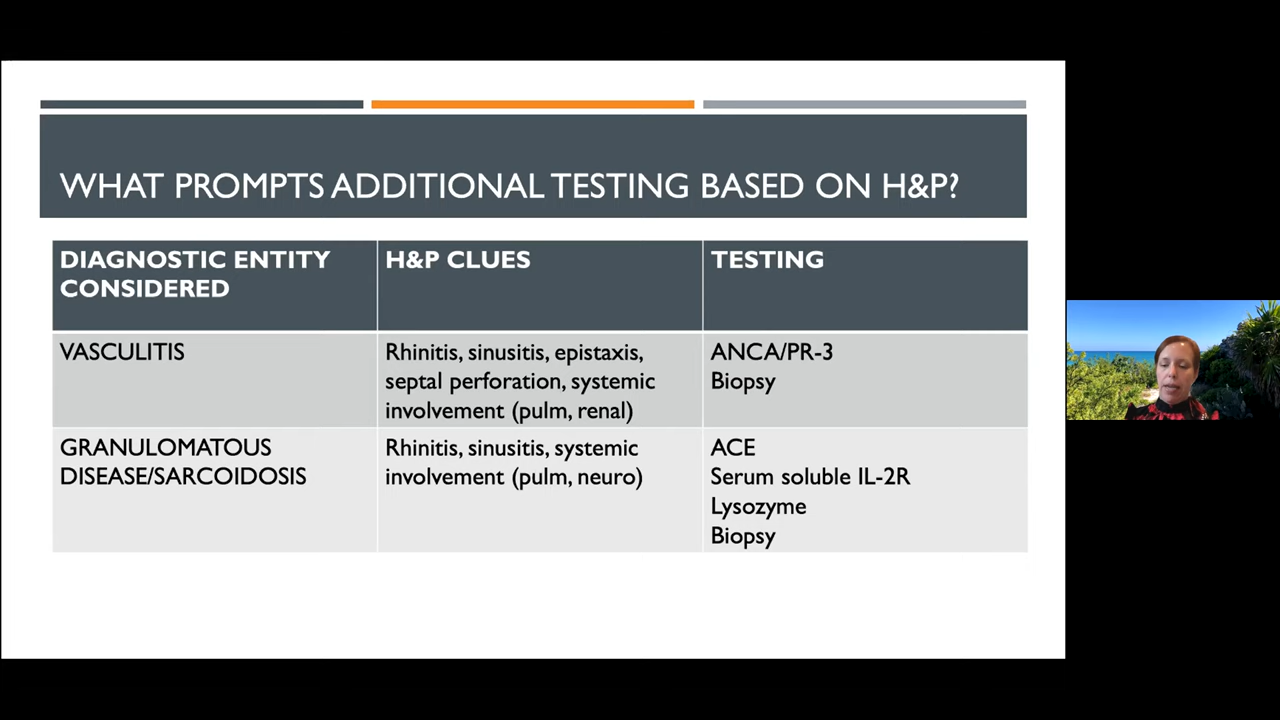 WHAT PROMPTS ADDITIONAL TESTING BASED ON H&P?
DIAGNOSTIC ENTITY
CONSIDERED
H&P CLUES
TESTING
VASCULITIS
Rhinitis, sinusitis, epistaxis,
septal perforation, systemic
involvement (pulm, renal)
ANCA/PR-3
Biopsy
GRANULOMATOUS
DISEASE/SARCOIDOSIS
Rhinitis, sinusitis, systemic
involvement (pulm, neuro)
ACE
Serum soluble IL-2R
Lysozyme
Biopsy